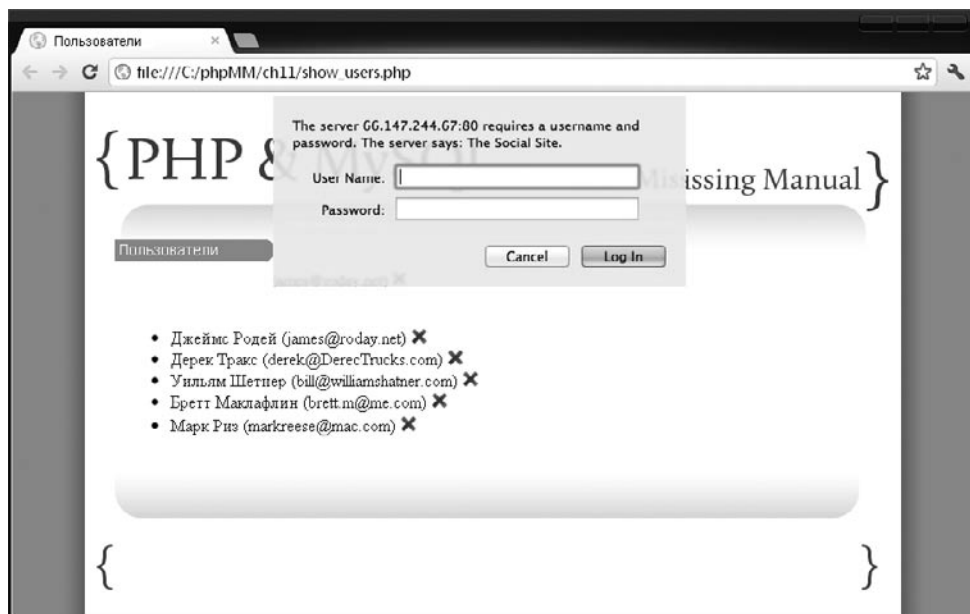 Пользователи
file:///C:/phpMM/ch11/show_users.php
The server 66.147.244.67:80 requires a username and
password. The server says: The Social Site.
{PHP & MySQL
Missing Manual}
User Name:
Password:
Cancel
Log In
Пользователи
Джеймс Родей (james@roday.net)
Дерек Тракс (derek@DerecTrucks.com)
Уильям Шетнер (bill@williamshatner.com)
Бретт Маклафлин (brett.m@me.com)
Марк Риз (markreese@mac.com)
{ }